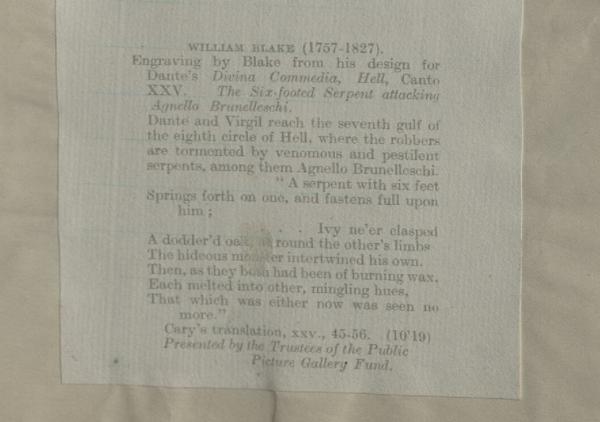 WILLIAM BLAKE (1757-1827).
Engraving by Blake from his design for
Dante's Divina Commedia, Hell, Canto
XXV. The Six-footed Serpent attacking
Agnello Brunelleschi.
Dante and Virgil reach the seventh gulf of
the eighth circle of Hell, where the robbers
are tormented by venomous and pestilent
serpents, among them Agnello Brunelleschi.
"A serpent with six feet
Springs forth on one, and fastens full upon
him;
. . . Ivy ne'er clasped
A dodder'd oak, as round the other's limbs
The hideous monster intertwined his own.
Then, as they both had been of burning wax,
Each melted into other, mingling hues,
That which was either now was seen no
more."
Cary's translation, xxv., 45-56. (10'19)
Presented by the Trustees of the Public
Picture Gallery Fund.